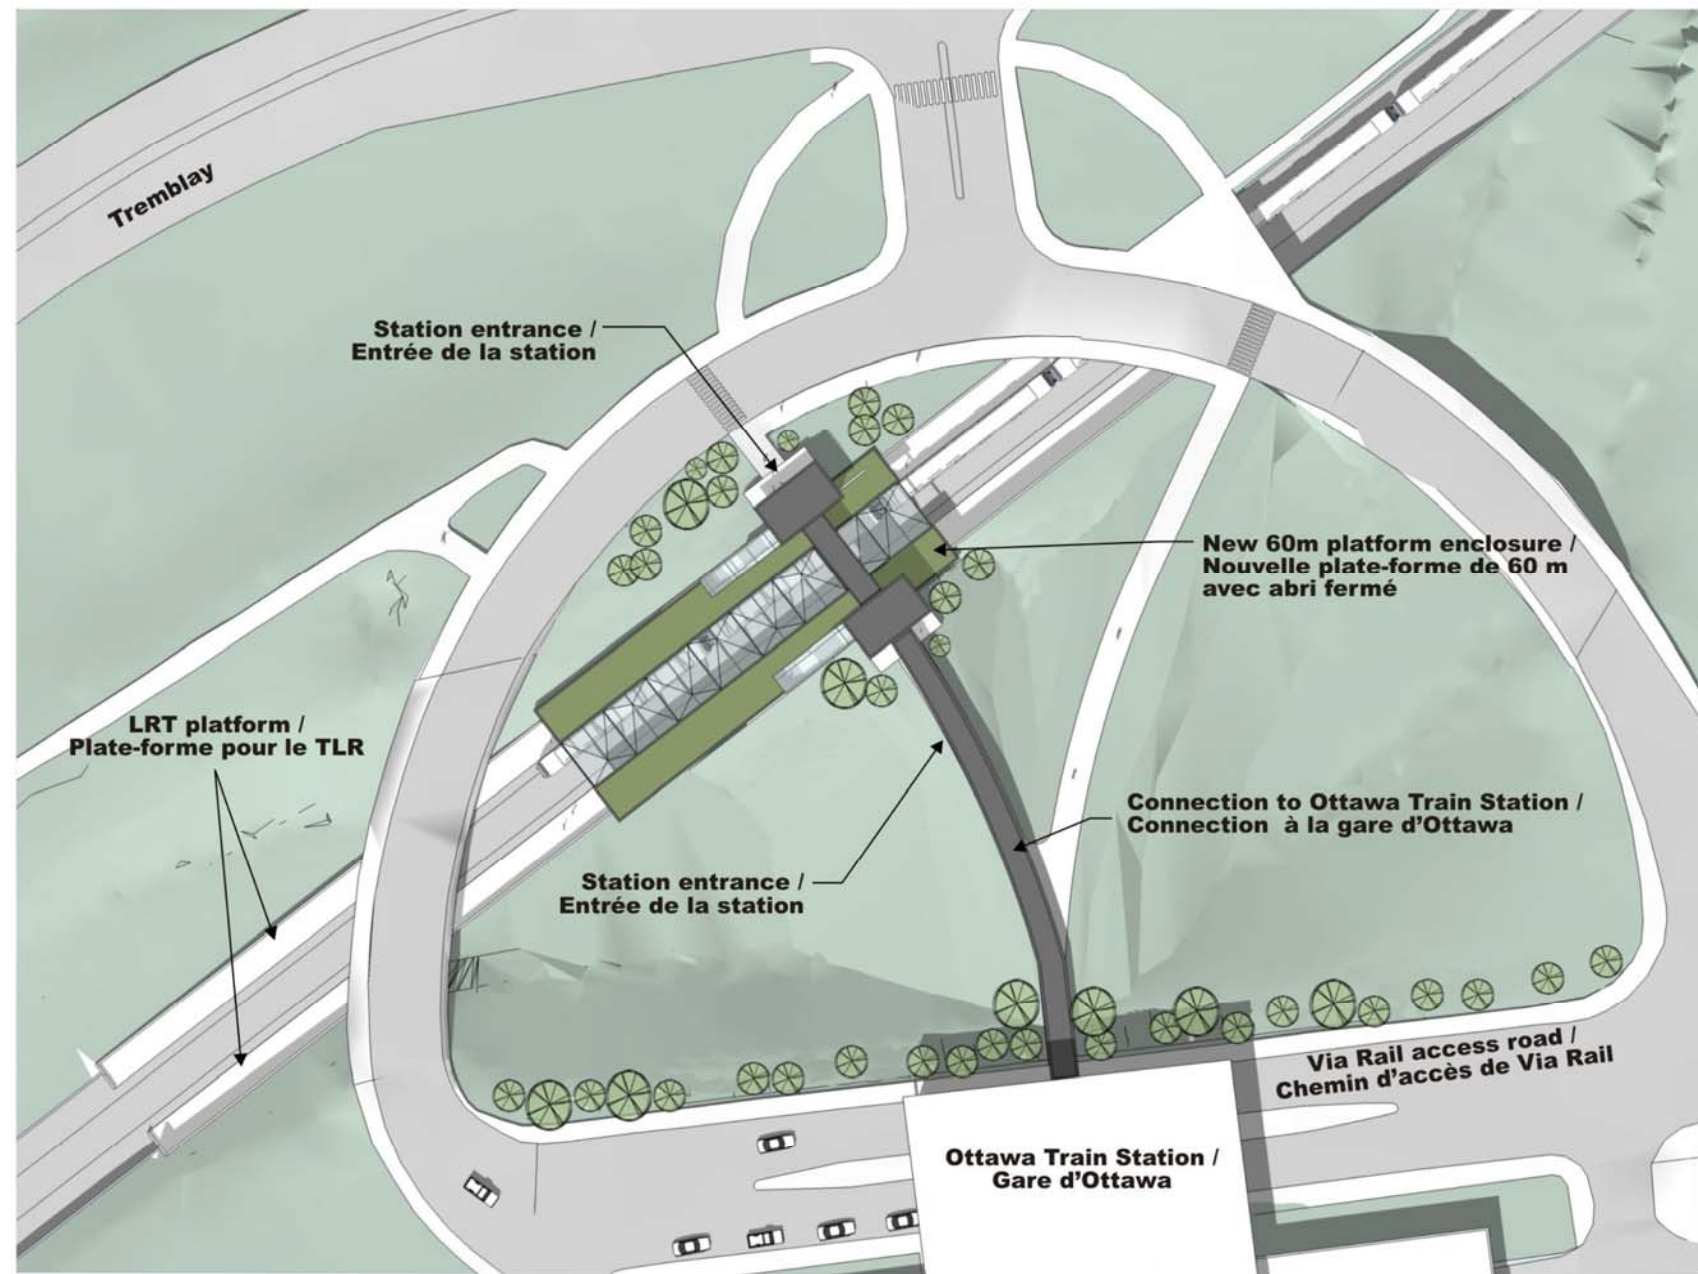 Tremblay
Station entrance /
Entrée de la station
New 60m platform enclosure /
Nouvelle plate-forme de 60 m
avec abri fermé
LRT platform /
Plate-forme pour le TLR
Connection to Ottawa Train Station /
Connection à la gare d'Ottawa
Station entrance /
Entrée de la station
Via Rail access road /
Chemin d'accès de Via Rail
Ottawa Train Station /
Gare d'Ottawa